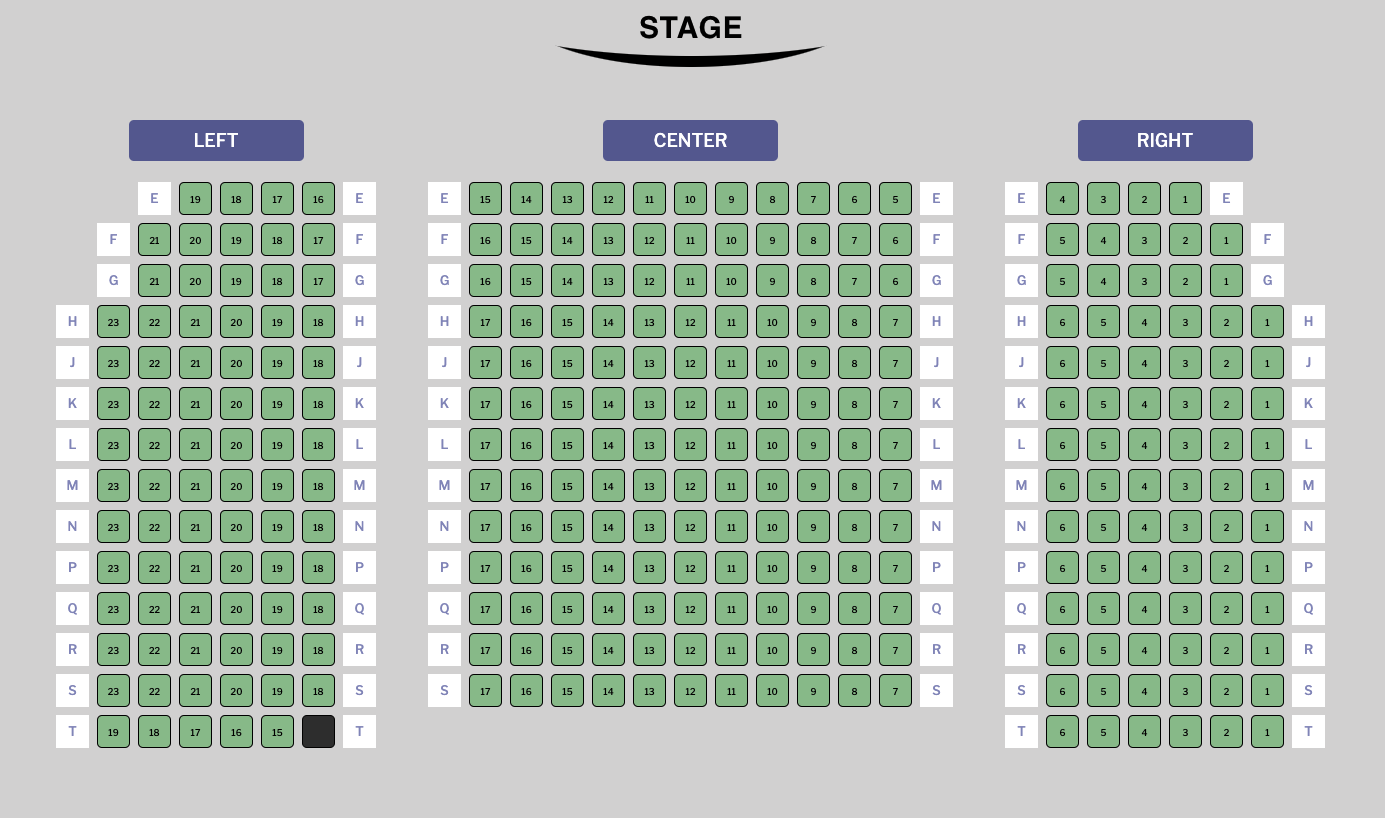 STAGE
LEFT CENTER RIGHT
E 19 18 17 16 E E 15 14 13 12 11 10 9 8 7 6 5 E E 4 3 2 1 E
F 21 20 19 18 17 F F 16 15 14 13 12 11 10 9 8 7 6 F F 5 4 3 2 1 F
G 21 20 19 18 17 G G 16 15 14 13 12 11 10 9 8 7 6 G G 5 4 3 2 1 G
H 23 22 21 20 19 18 H H 17 16 15 14 13 12 11 10 9 8 7 H H 6 5 4 3 2 1 H
J 23 22 21 20 19 18 J J 17 16 15 14 13 12 11 10 9 8 7 J J 6 5 4 3 2 1 J
K 23 22 21 20 19 18 K K 17 16 15 14 13 12 11 10 9 8 7 K K 6 5 4 3 2 1 K
L 23 22 21 20 19 18 L L 17 16 15 14 13 12 11 10 9 8 7 L L 6 5 4 3 2 1 L
M 23 22 21 20 19 18 M M 17 16 15 14 13 12 11 10 9 8 7 M M 6 5 4 3 2 1 M
N 23 22 21 20 19 18 N N 17 16 15 14 13 12 11 10 9 8 7 N N 6 5 4 3 2 1 N
P 23 22 21 20 19 18 P P 17 16 15 14 13 12 11 10 9 8 7 P P 6 5 4 3 2 1 P
Q 23 22 21 20 19 18 Q Q 17 16 15 14 13 12 11 10 9 8 7 Q Q 6 5 4 3 2 1 Q
R 23 22 21 20 19 18 R R 17 16 15 14 13 12 11 10 9 8 7 R R 6 5 4 3 2 1 R
S 23 22 21 20 19 18 S S 17 16 15 14 13 12 11 10 9 8 7 S S 6 5 4 3 2 1 S
T 19 18 17 16 15 T T 6 5 4 3 2 1 T